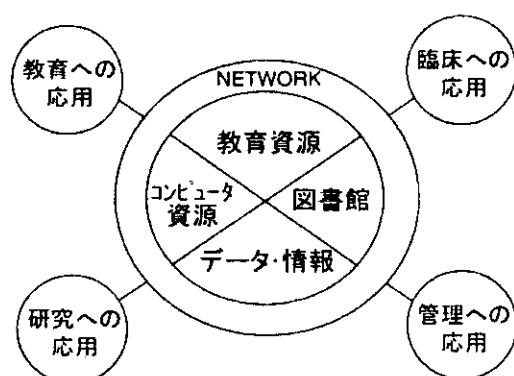 教育への
応用
臨床への
応用
NETWORK
教育資源
コンピュータ
資源
図書館
データ・情報
研究への
応用
管理への
応用